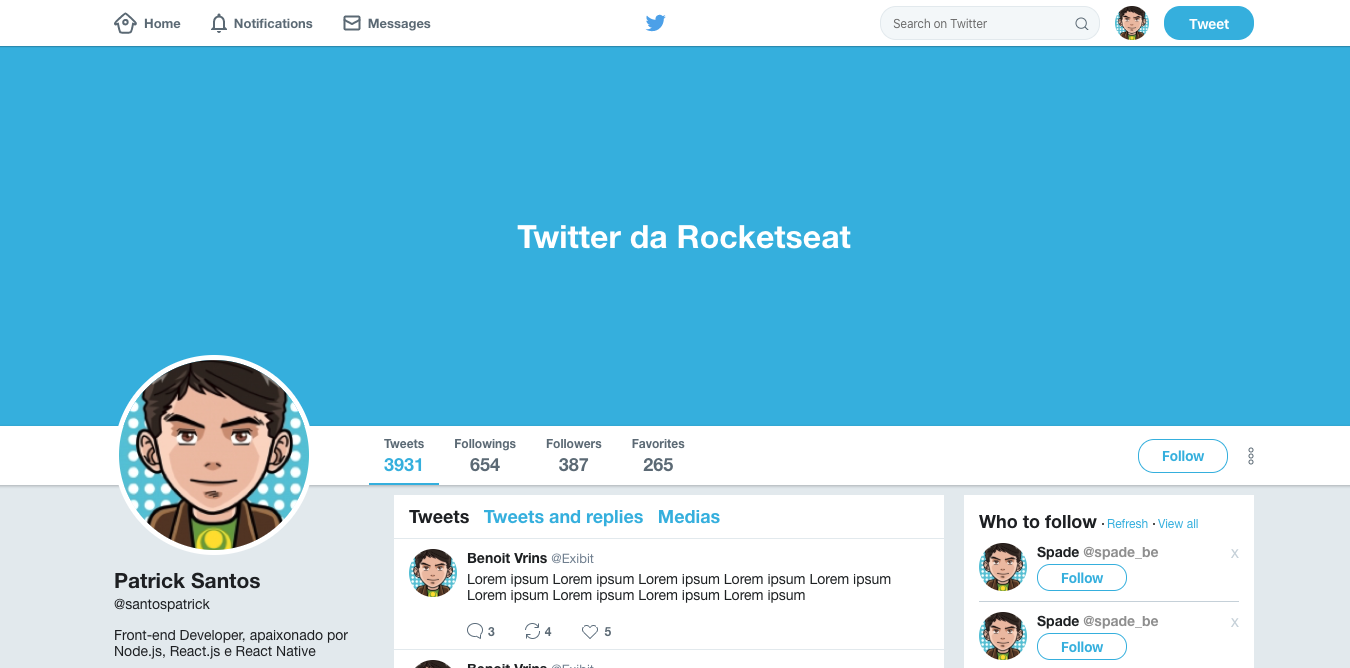 Home
Notifications
Messages
Search on Twitter
Tweet
Twitter da Rocketseat
Tweets
3931
Followings
654
Followers
387
Favorites
265
Follow
Patrick Santos
@santospatrick
Front-end Developer, apaixonado por
Node.js, React.js e React Native
Tweets Tweets and replies Medias
Benoit Vrins @Exibit
Lorem ipsum Lorem ipsum Lorem ipsum Lorem ipsum Lorem ipsum
Lorem ipsum Lorem ipsum Lorem ipsum Lorem ipsum
3 4 5
Benoit Vrins @Exibit
Who to follow · Refresh · View all
Spade @spade_be x
Follow
Spade @spade_be x
Follow